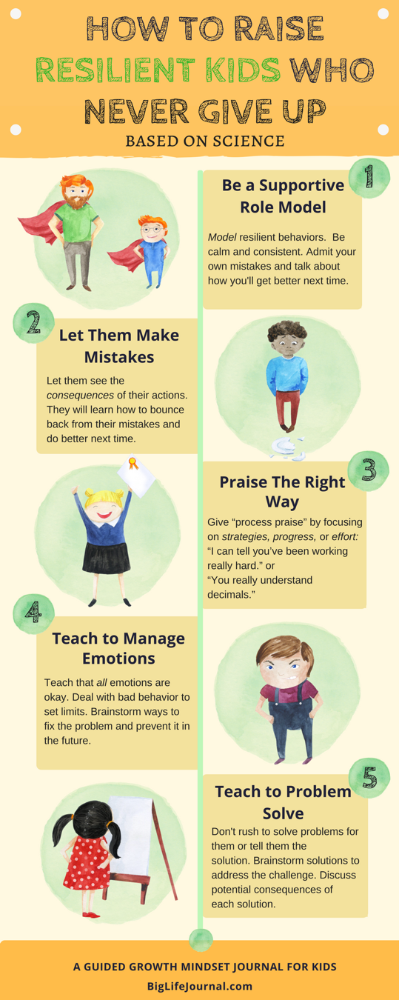 HOW TO RAISE
RESILIENT KIDS WHO
NEVER GIVE UP
BASED ON SCIENCE
1
Be a Supportive
Role Model
Model resilient behaviors. Be
calm and consistent. Admit your
own mistakes and talk about
how you'll get better next time.
2
Let Them Make
Mistakes
Let them see the
consequences of their actions.
They will learn how to bounce
back from their mistakes and
do better next time.
3
Praise The Right
Way
Give “process praise” by focusing
on strategies, progress, or effort:
“I can tell you’ve been working
really hard.” or
“You really understand
decimals.”
4
Teach to Manage
Emotions
Teach that all emotions are
okay. Deal with bad behavior to
set limits. Brainstorm ways to
fix the problem and prevent it in
the future.
5
Teach to Problem
Solve
Don't rush to solve problems for
them or tell them the
solution. Brainstorm solutions to
address the challenge. Discuss
potential consequences of
each solution.
A GUIDED GROWTH MINDSET JOURNAL FOR KIDS
BigLifeJournal.com